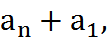 aₙ + a₁,